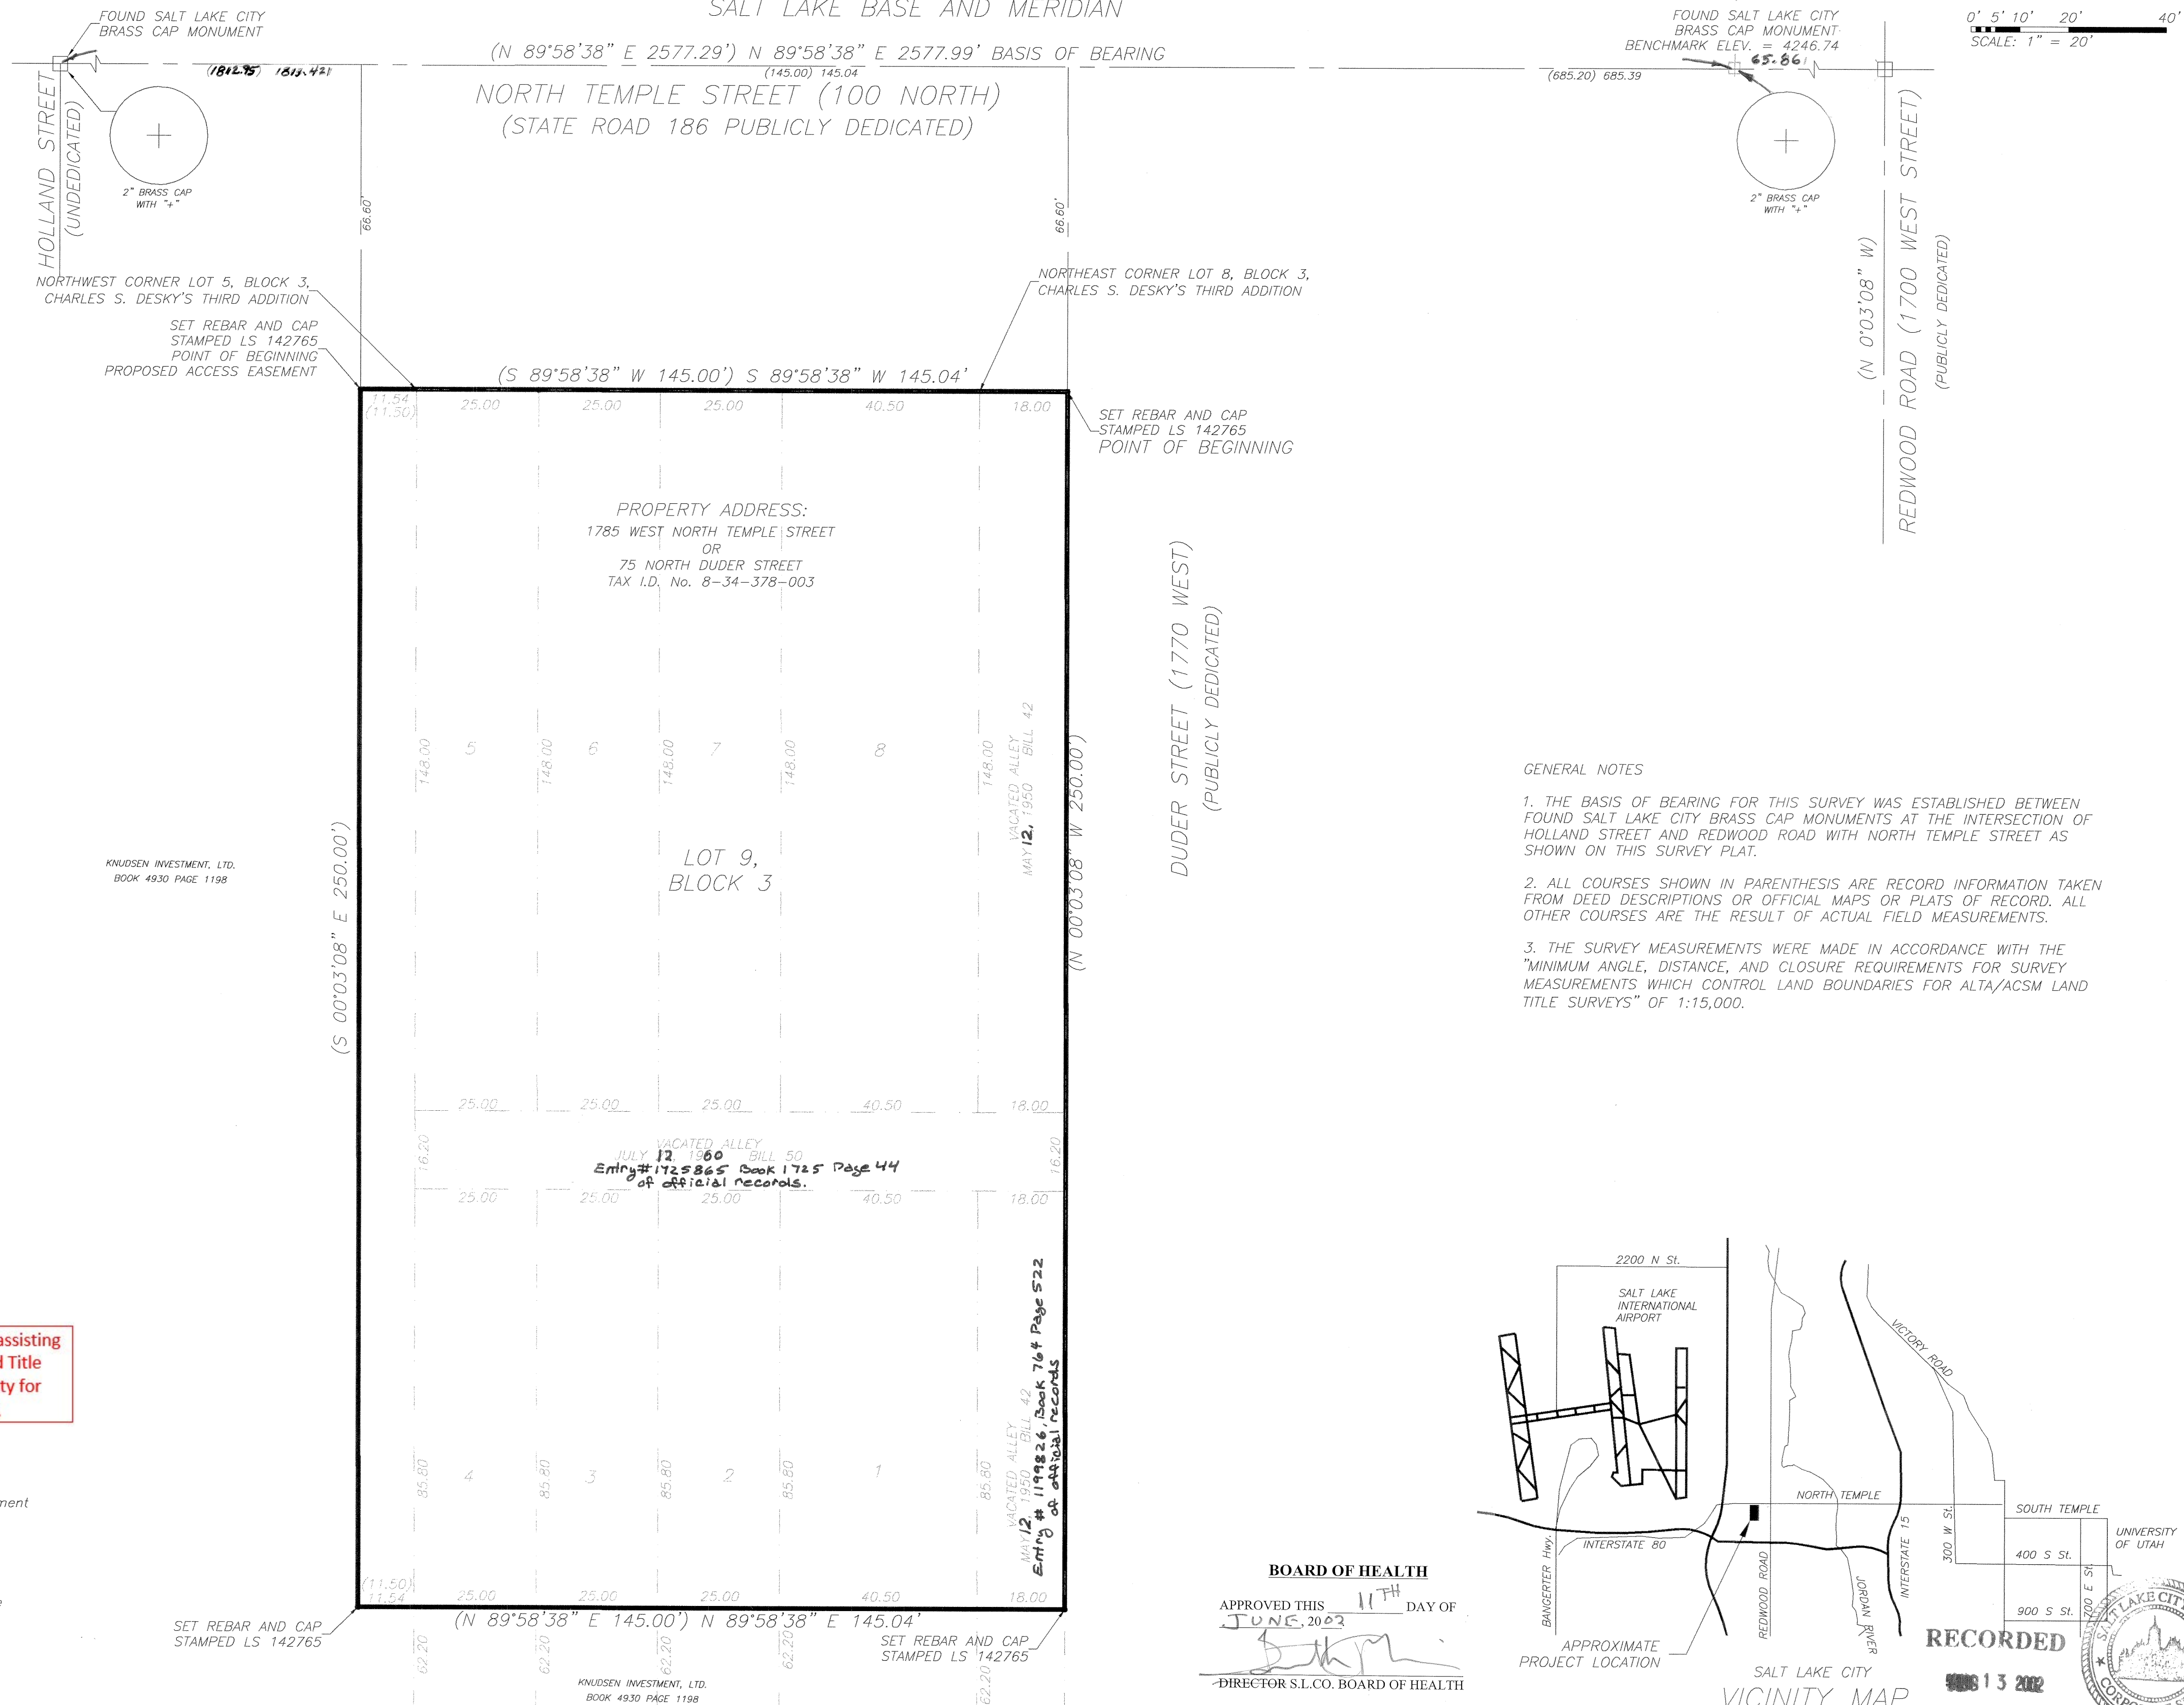 SALT LAKE BASE AND MERIDIAN
FOUND SALT LAKE CITY
BRASS CAP MONUMENT
(N 89°58'38" E 2577.29') N 89°58'38" E 2577.99' BASIS OF BEARING
(1812.95) 1813.421
(145.00) 145.04
(685.20) 685.39
FOUND SALT LAKE CITY
BRASS CAP MONUMENT
BENCHMARK ELEV. = 4246.74
65.86
0' 5' 10' 20' 40'
SCALE: 1" = 20'
NORTH TEMPLE STREET (100 NORTH)
(STATE ROAD 186 PUBLICLY DEDICATED)
HOLLAND STREET
(UNDEDICATED)
2" BRASS CAP
WITH "+"
66.60'
66.60'
2" BRASS CAP
WITH "+"
(N 0°03'08" W)
REDWOOD ROAD (1700 WEST STREET)
(PUBLICLY DEDICATED)
NORTHWEST CORNER LOT 5, BLOCK 3,
CHARLES S. DESKY'S THIRD ADDITION
NORTHEAST CORNER LOT 8, BLOCK 3,
CHARLES S. DESKY'S THIRD ADDITION
SET REBAR AND CAP
STAMPED LS 142765
POINT OF BEGINNING
PROPOSED ACCESS EASEMENT
(S 89°58'38" W 145.00') S 89°58'38" W 145.04'
11.54
(11.50)
25.00 25.00 25.00 40.50 18.00
SET REBAR AND CAP
STAMPED LS 142765
POINT OF BEGINNING
PROPERTY ADDRESS:
1785 WEST NORTH TEMPLE STREET
OR
75 NORTH DUDER STREET
TAX I.D. No. 8-34-378-003
DUDER STREET (1770 WEST)
(PUBLICLY DEDICATED)
148.00 5 148.00 6 148.00 7 148.00 8 148.00
VACATED ALLEY
MAY 12, 1950 BILL 42
(N 00°03'08" W 250.00')
(S 00°03'08" E 250.00')
KNUDSEN INVESTMENT, LTD.
BOOK 4930 PAGE 1198
LOT 9,
BLOCK 3
GENERAL NOTES
1. THE BASIS OF BEARING FOR THIS SURVEY WAS ESTABLISHED BETWEEN
FOUND SALT LAKE CITY BRASS CAP MONUMENTS AT THE INTERSECTION OF
HOLLAND STREET AND REDWOOD ROAD WITH NORTH TEMPLE STREET AS
SHOWN ON THIS SURVEY PLAT.
2. ALL COURSES SHOWN IN PARENTHESIS ARE RECORD INFORMATION TAKEN
FROM DEED DESCRIPTIONS OR OFFICIAL MAPS OR PLATS OF RECORD. ALL
OTHER COURSES ARE THE RESULT OF ACTUAL FIELD MEASUREMENTS.
3. THE SURVEY MEASUREMENTS WERE MADE IN ACCORDANCE WITH THE
"MINIMUM ANGLE, DISTANCE, AND CLOSURE REQUIREMENTS FOR SURVEY
MEASUREMENTS WHICH CONTROL LAND BOUNDARIES FOR ALTA/ACSM LAND
TITLE SURVEYS" OF 1:15,000.
25.00 25.00 25.00 40.50 18.00
16.20
VACATED ALLEY
JULY 12, 1960 BILL 50
Entry# 1725865 Book 1725 Page 44
of official records.
16.20
25.00 25.00 25.00 40.50 18.00
85.80 4 85.80 3 85.80 2 85.80 1 85.80
VACATED ALLEY
MAY 12, 1950 BILL 42
Entry # 1199826, Book 764 Page 522
of official records
assisting
d Title
ty for
ment
(11.50)
11.54
25.00 25.00 25.00 40.50 18.00
(N 89°58'38" E 145.00') N 89°58'38" E 145.04'
SET REBAR AND CAP
STAMPED LS 142765
SET REBAR AND CAP
STAMPED LS 142765
62.20 62.20 62.20 62.20 62.20
KNUDSEN INVESTMENT, LTD.
BOOK 4930 PAGE 1198
BOARD OF HEALTH
APPROVED THIS 11TH DAY OF
JUNE, 2002
DIRECTOR S.L.CO. BOARD OF HEALTH
2200 N St.
SALT LAKE
INTERNATIONAL
AIRPORT
VICTORY ROAD
NORTH TEMPLE
SOUTH TEMPLE
UNIVERSITY
OF UTAH
INTERSTATE 80
BANGERTER Hwy.
REDWOOD ROAD
JORDAN RIVER
INTERSTATE 15
300 W St.
400 S St.
700 E St.
900 S St.
APPROXIMATE
PROJECT LOCATION
SALT LAKE CITY
VICINITY MAP
RECORDED
13 2002